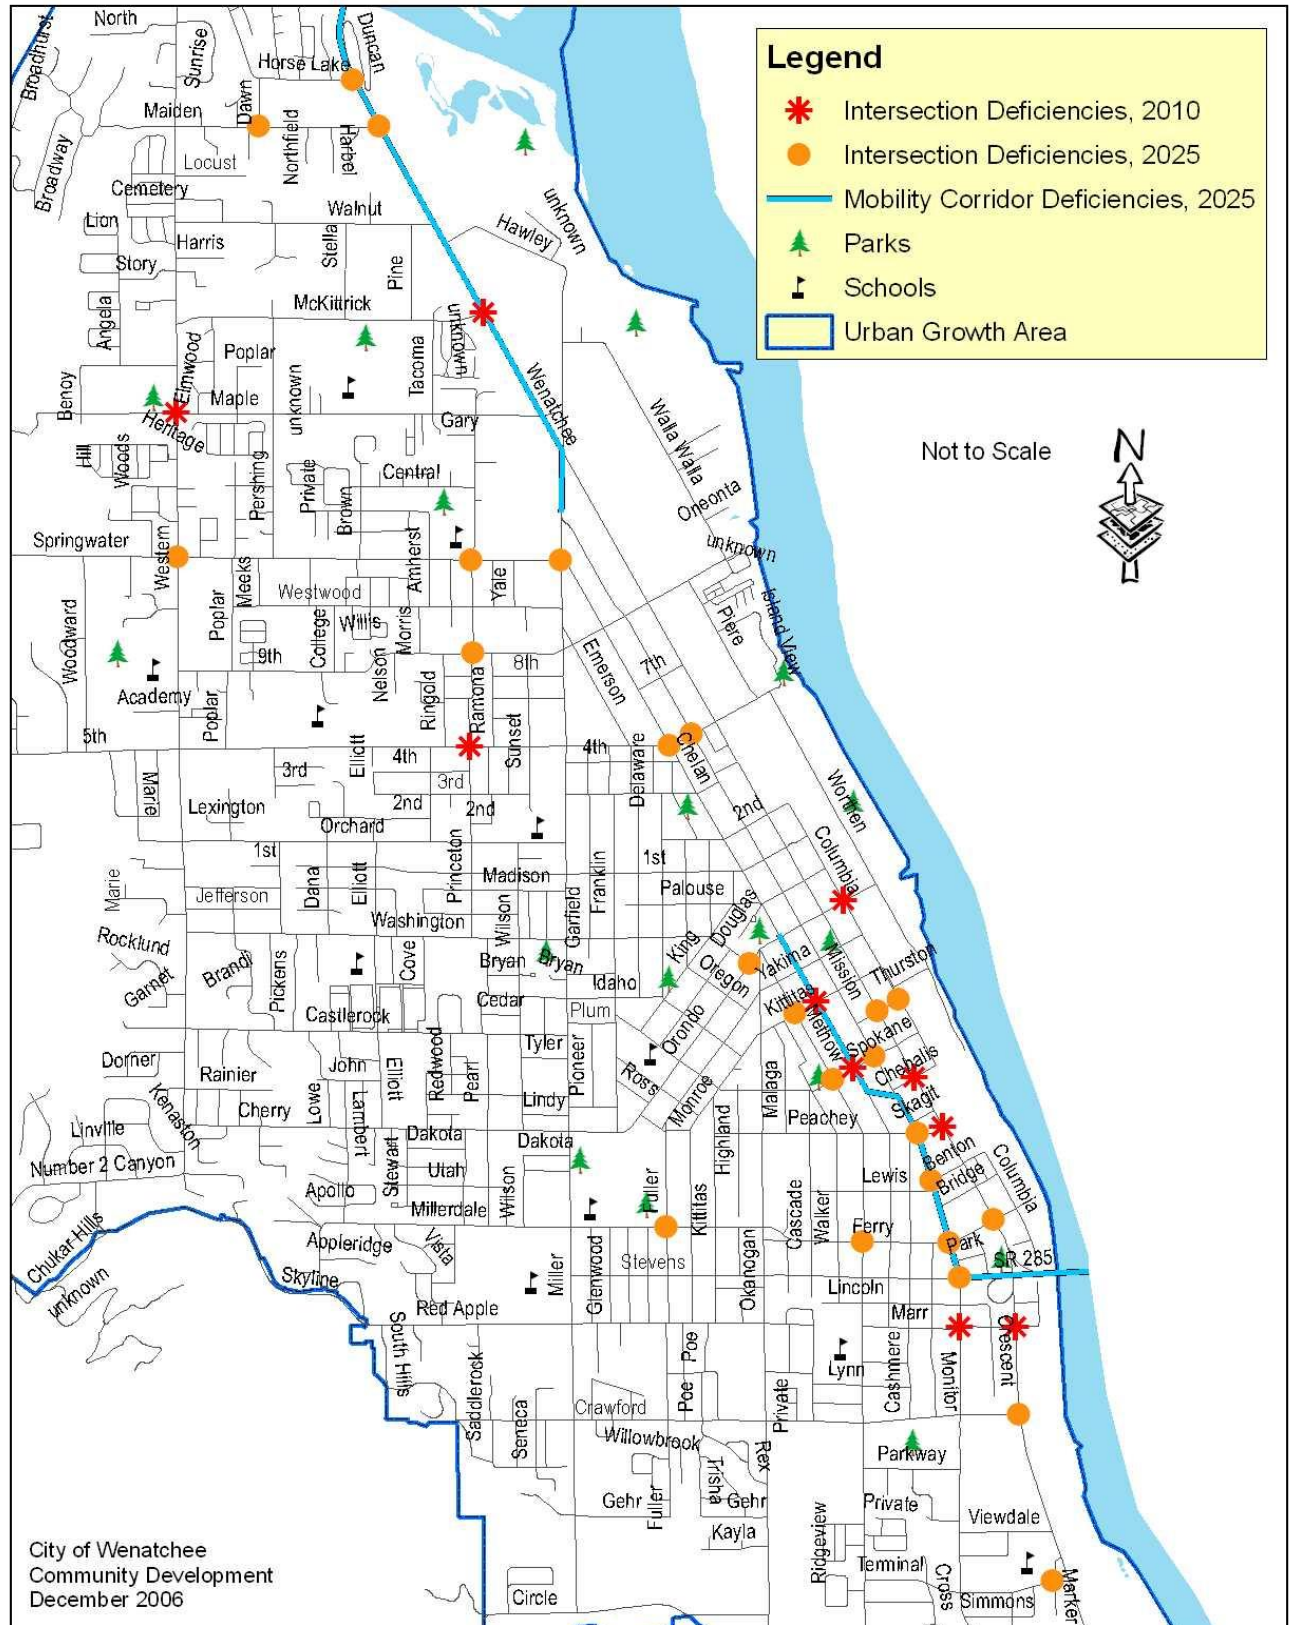 Legend
Intersection Deficiencies, 2010
Intersection Deficiencies, 2025
Mobility Corridor Deficiencies, 2025
Parks
Schools
Urban Growth Area
Not to Scale
N
North
Broadhurst
Sunrise
Duncan
Horse Lake
Maiden
Dawn
Northfield
Harbel
Broadway
Locust
Cemetery
Walnut
unknown
Lion
Harris
Stella
Hawley
Story
Pine
McKittrick
Angela
unknown
Elmwood
Poplar
Tacoma
Wenatchee
Benoy
Maple
unknown
Walla Walla
Heritage
Gary
Hill
Woods
Pershing
Private
Central
Brown
Oneonta
Springwater
Western
Amherst
unknown
Meeks
Westwood
Yale
Island View
Woodward
Poplar
College
Willis
Morris
Piere
9th
Nelson
8th
Emerson
7th
Academy
Poplar
Ringold
Ramona
Sunset
5th
Elliott
4th
4th
Delaware
Chelan
3rd
3rd
Marie
Lexington
2nd
2nd
2nd
Worthen
Orchard
Columbia
1st
Princeton
Madison
Franklin
1st
Marie
Jefferson
Dana
Elliott
Palouse
Washington
Wilson
Garfield
Douglas
Rocklund
King
Brandi
Pickens
Cove
Bryan
Bryan
Oregon
Yakima
Mission
Thurston
Garnet
Idaho
Castlerock
Cedar
Plum
Kittitas
Orondo
Methow
Spokane
Dorner
Rainier
John
Elliott
Redwood
Pearl
Tyler
Pioneer
Ross
Chehalis
Kenaston
Cherry
Lowe
Lambert
Lindy
Monroe
Malaga
Skagit
Peachey
Linville
Dakota
Dakota
Highland
Benton
Number 2 Canyon
Stewart
Utah
Wilson
Lewis
Bridge
Columbia
Apollo
Millerdale
Fuller
Kittitas
Cascade
Walker
Chukar Hills
Appleridge
Vista
Ferry
Park
Stevens
Okanogan
SR 285
unknown
Skyline
Miller
Glenwood
Lincoln
Red Apple
Marr
South Hills
Poe
Crescent
Saddlerock
Lynn
Cashmere
Monitor
Poe
Private
Seneca
Crawford
Willowbrook
Rex
Parkway
Trisha
Gehr
Fuller
Gehr
Private
Kayla
Ridgeview
Viewdale
Terminal
Cross
Marker
Circle
Simmons
City of Wenatchee
Community Development
December 2006